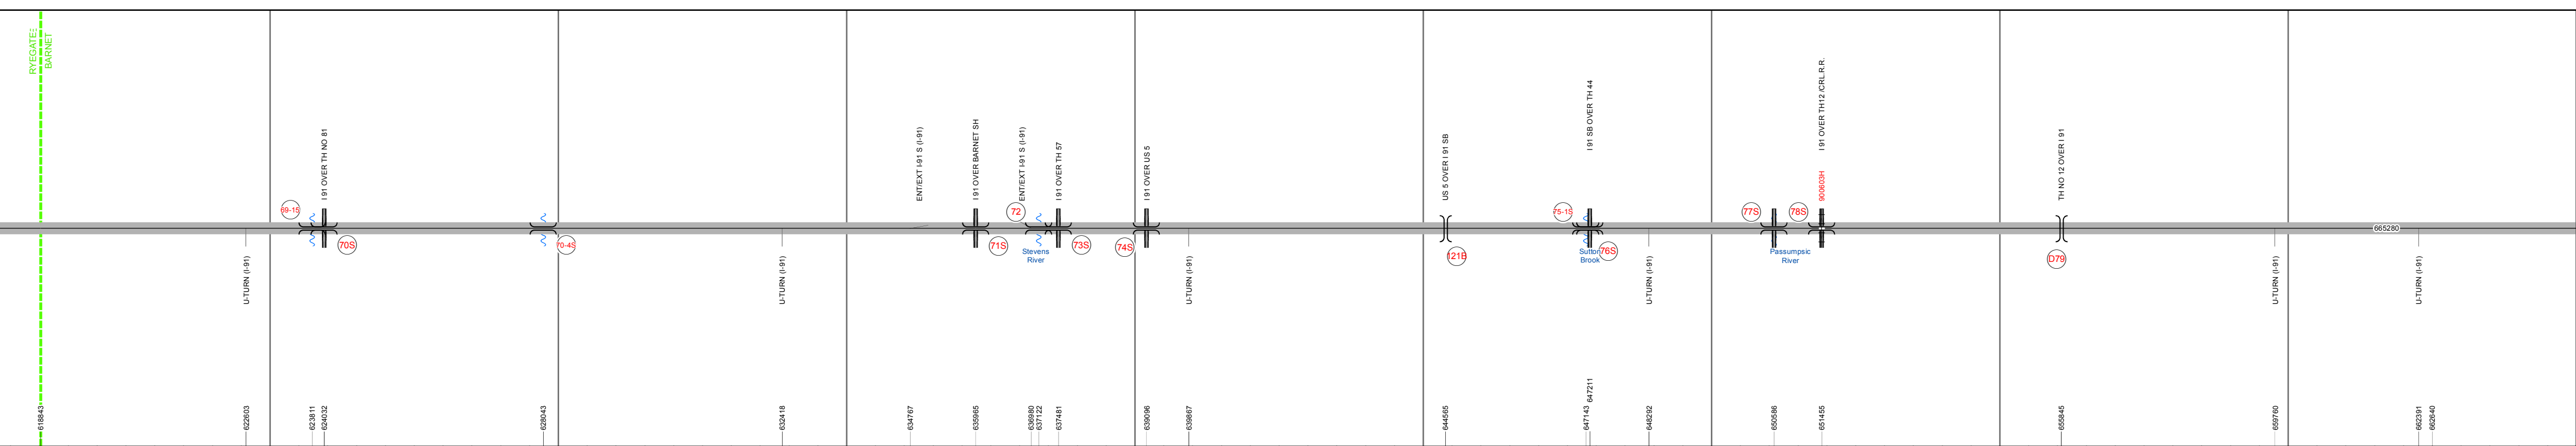 RYEGATE
BARNET
U-TURN (I-91)
69-1S
I 91 OVER TH NO 81
70S
70-4S
U-TURN (I-91)
ENT/EXT I-91 S (I-91)
I 91 OVER BARNET SH
71S
ENT/EXT I-91 S (I-91)
72
Stevens
River
I 91 OVER TH 57
73S
74S
I 91 OVER US 5
U-TURN (I-91)
US 5 OVER I 91 SB
121B
75-1S
I 91 SB OVER TH 44
Sutton
Brook
76S
U-TURN (I-91)
77S
Passumpsic
River
78S
I 91 OVER TH12 /CRL.R.R.
900603H
TH NO 12 OVER I 91
D79
U-TURN (I-91)
665280
U-TURN (I-91)
618843
622603
623811
624032
628043
632418
634767
635965
636980
637122
637481
639096
639867
644565
647143
647211
648292
650586
651455
655845
659760
662391
662640